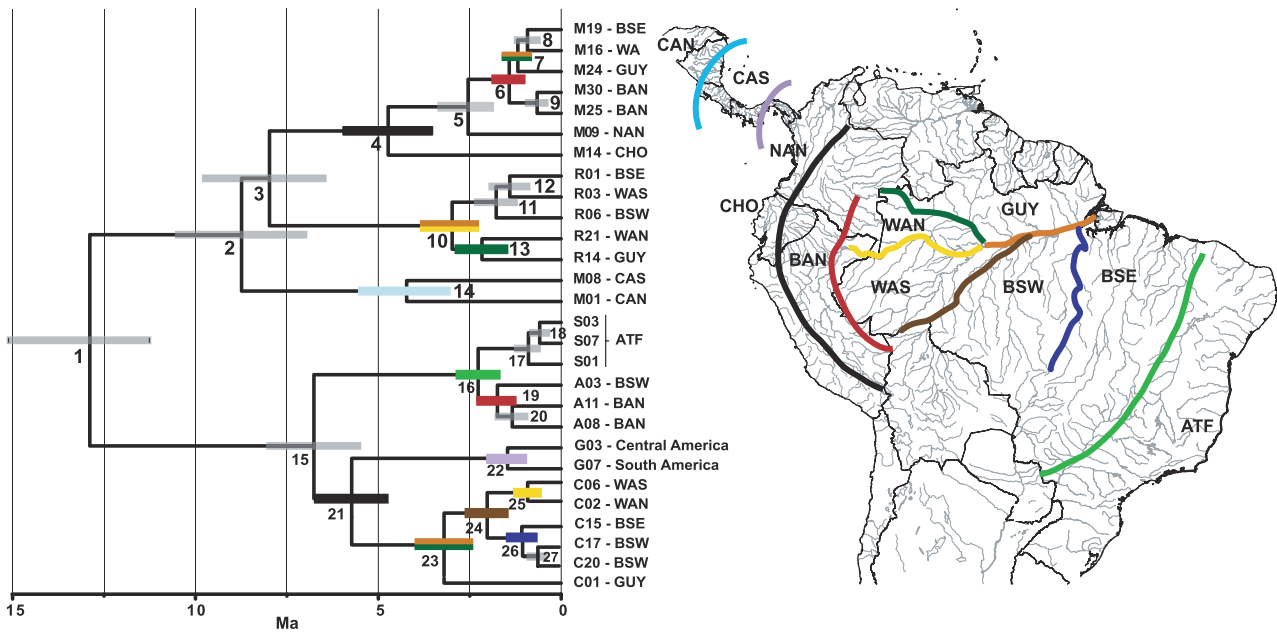 M19 - BSE
8
M16 - WA
7
M24 - GUY
6
M30 - BAN
9
M25 - BAN
5
M09 - NAN
4
M14 - CHO
3
R01 - BSE
12
R03 - WAS
11
R06 - BSW
10
R21 - WAN
13
R14 - GUY
2
M08 - CAS
14
M01 - CAN
1
S03
18
S07
ATF
17
S01
16
A03 - BSW
19
A11 - BAN
20
A08 - BAN
15
G03 - Central America
22
G07 - South America
21
C06 - WAS
25
C02 - WAN
24
C15 - BSE
26
C17 - BSW
27
C20 - BSW
23
C01 - GUY
15
10
5
0
Ma
CAN
CAS
NAN
CHO
GUY
WAN
BAN
WAS
BSW
BSE
ATF